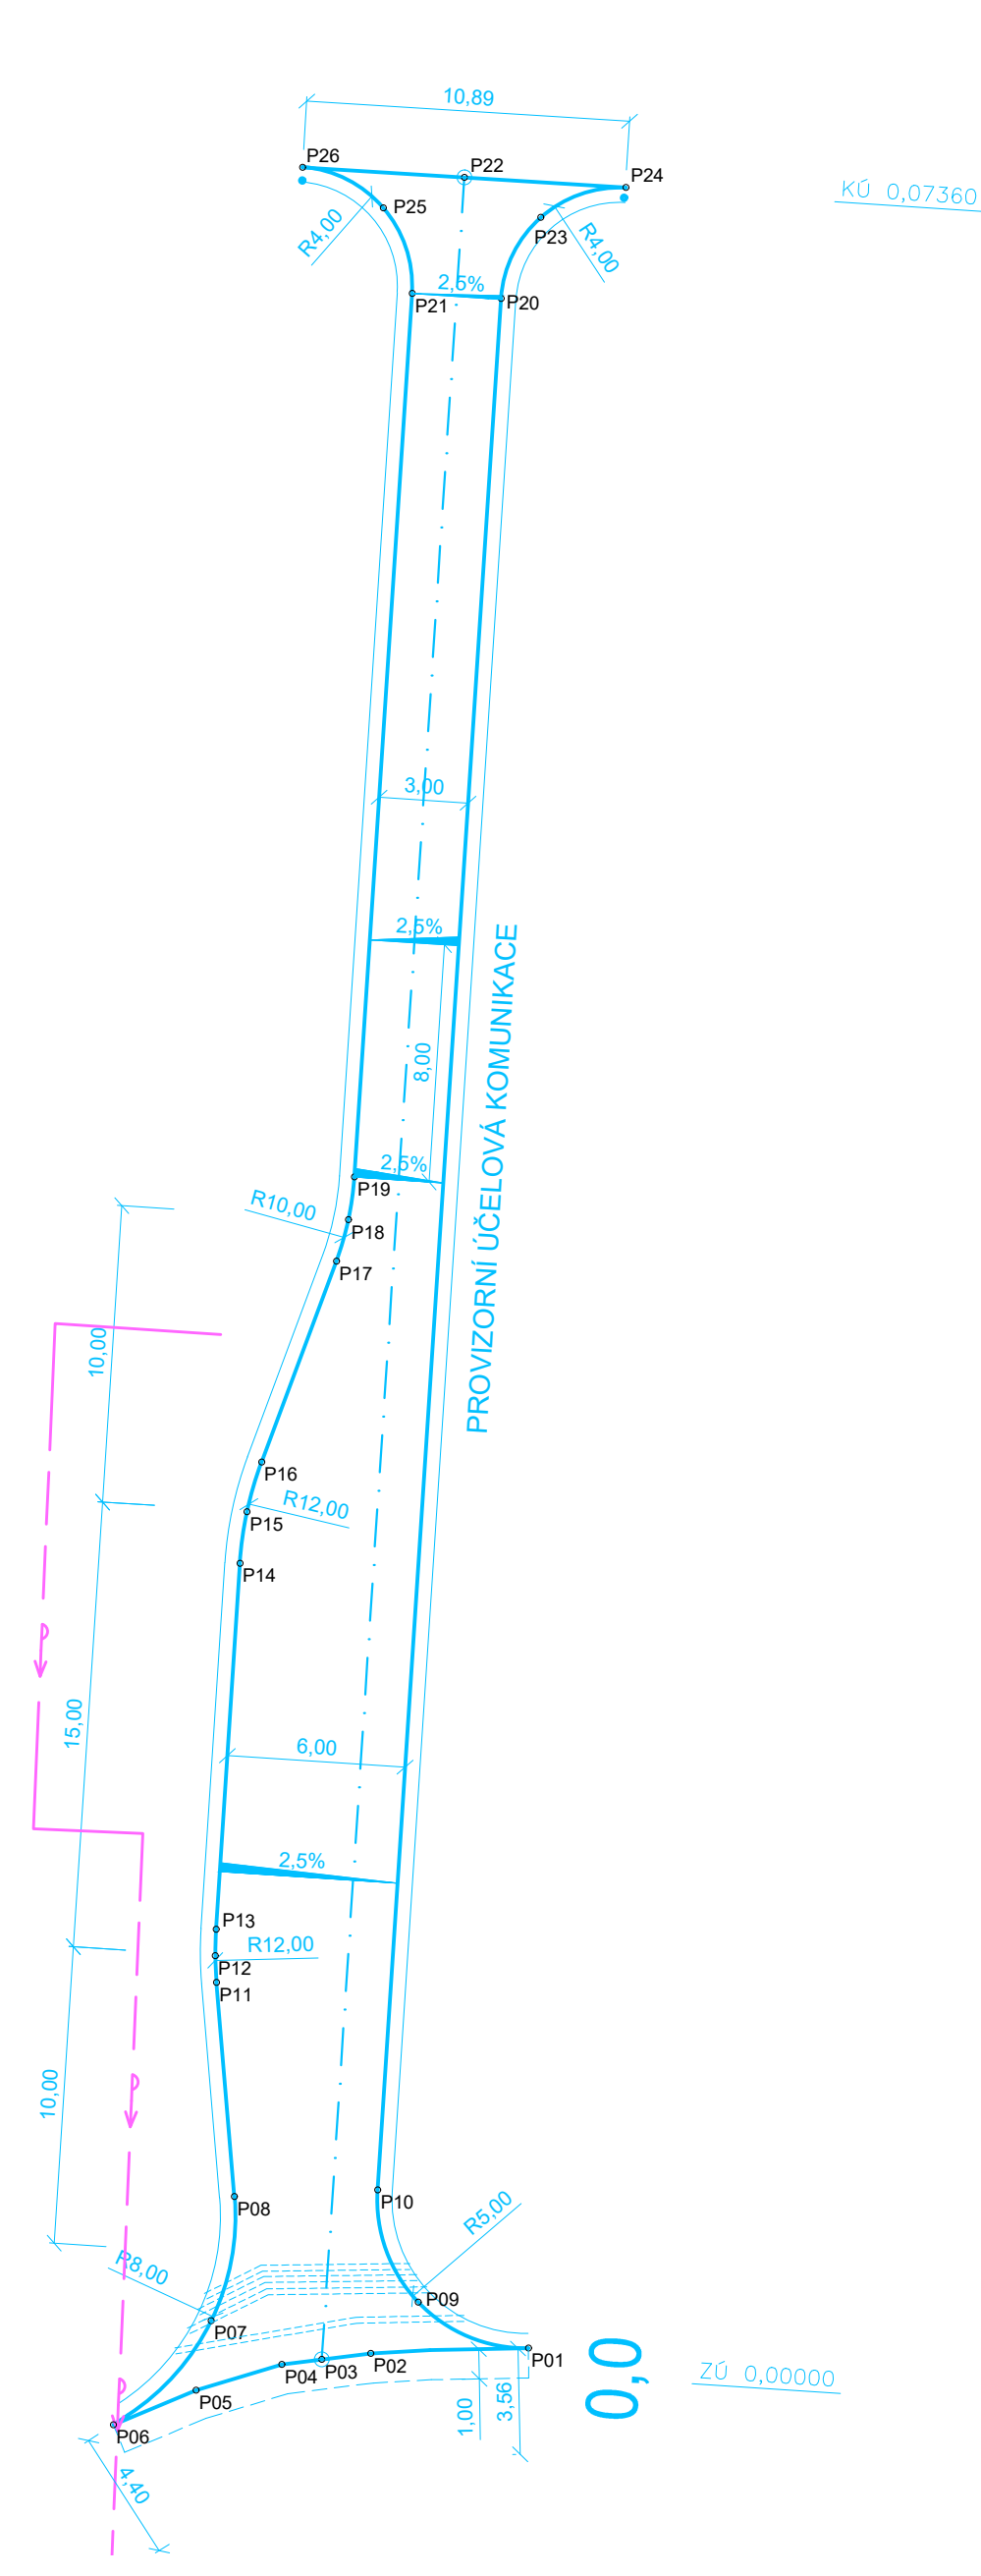 10,89
P26
P22
P24
KÚ 0,07360
P25
P23
R4,00
R4,00
2,5%
P21
P20
3,00
2,5%
8,00
PROVIZORNÍ ÚČELOVÁ KOMUNIKACE
2,5%
P19
R10,00
P18
P17
10,00
P16
R12,00
P15
P14
15,00
6,00
2,5%
P13
R12,00
P12
P11
10,00
P08
P10
R5,00
R8,00
P09
P07
P01
P02
P03
P04
ZÚ 0,00000
0,0
P05
1,00
3,56
P06
4,40